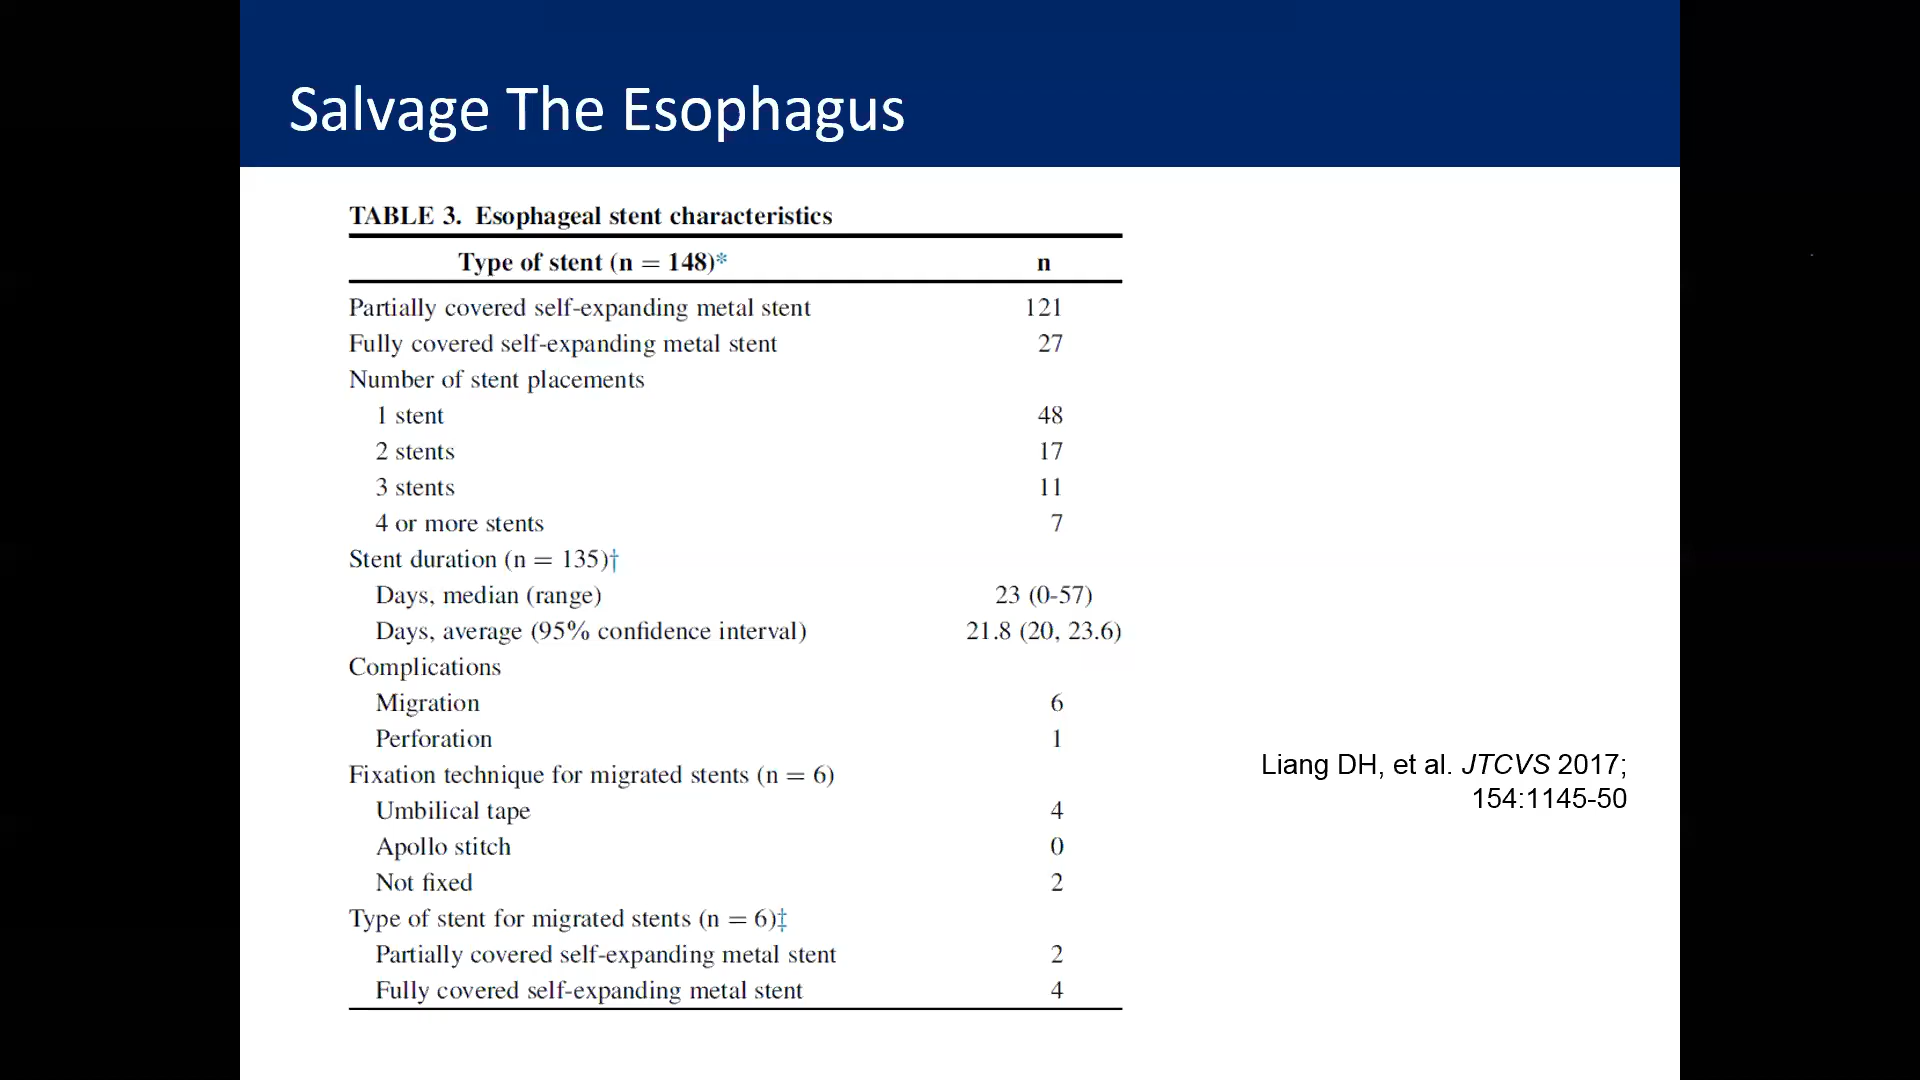 Salvage The Esophagus
TABLE 3. Esophageal stent characteristics
Type of stent (n = 148)* n
Partially covered self-expanding metal stent 121
Fully covered self-expanding metal stent 27
Number of stent placements
1 stent 48
2 stents 17
3 stents 11
4 or more stents 7
Stent duration (n = 135)†
Days, median (range) 23 (0-57)
Days, average (95% confidence interval) 21.8 (20, 23.6)
Complications
Migration 6
Perforation 1
Fixation technique for migrated stents (n = 6)
Umbilical tape 4
Apollo stitch 0
Not fixed 2
Type of stent for migrated stents (n = 6)‡
Partially covered self-expanding metal stent 2
Fully covered self-expanding metal stent 4
Liang DH, et al. JTCVS 2017;
154:1145-50